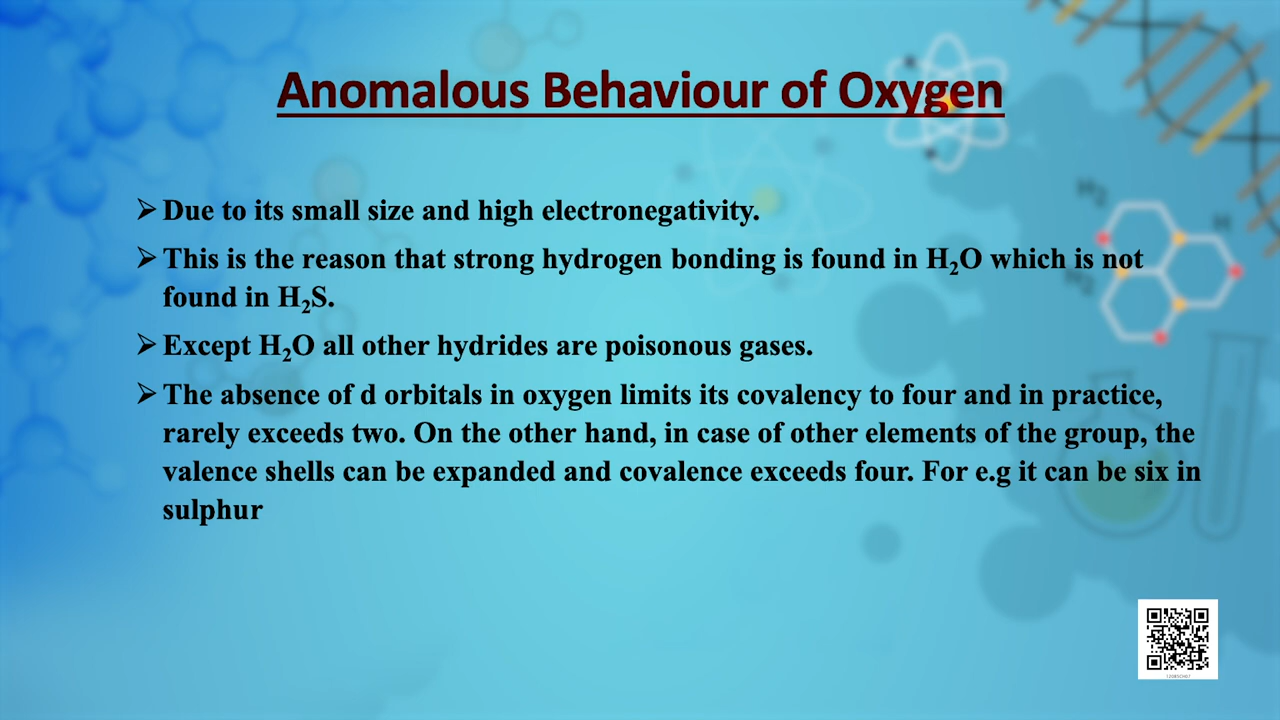 Anomalous Behaviour of Oxygen
➢ Due to its small size and high electronegativity.
➢ This is the reason that strong hydrogen bonding is found in H₂O which is not
found in H₂S.
➢ Except H₂O all other hydrides are poisonous gases.
➢ The absence of d orbitals in oxygen limits its covalency to four and in practice,
rarely exceeds two. On the other hand, in case of other elements of the group, the
valence shells can be expanded and covalence exceeds four. For e.g it can be six in
sulphur
H